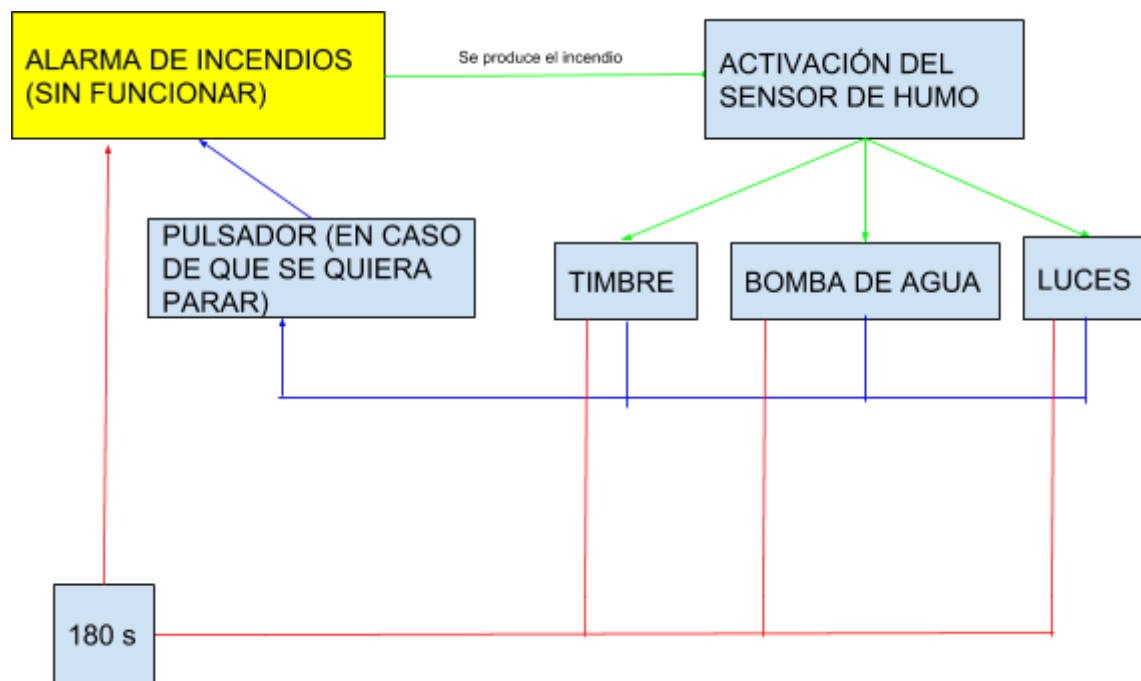 ALARMA DE INCENDIOS
(SIN FUNCIONAR)
Se produce el incendio
ACTIVACIÓN DEL
SENSOR DE HUMO
PULSADOR (EN CASO
DE QUE SE QUIERA
PARAR)
TIMBRE
BOMBA DE AGUA
LUCES
180 s